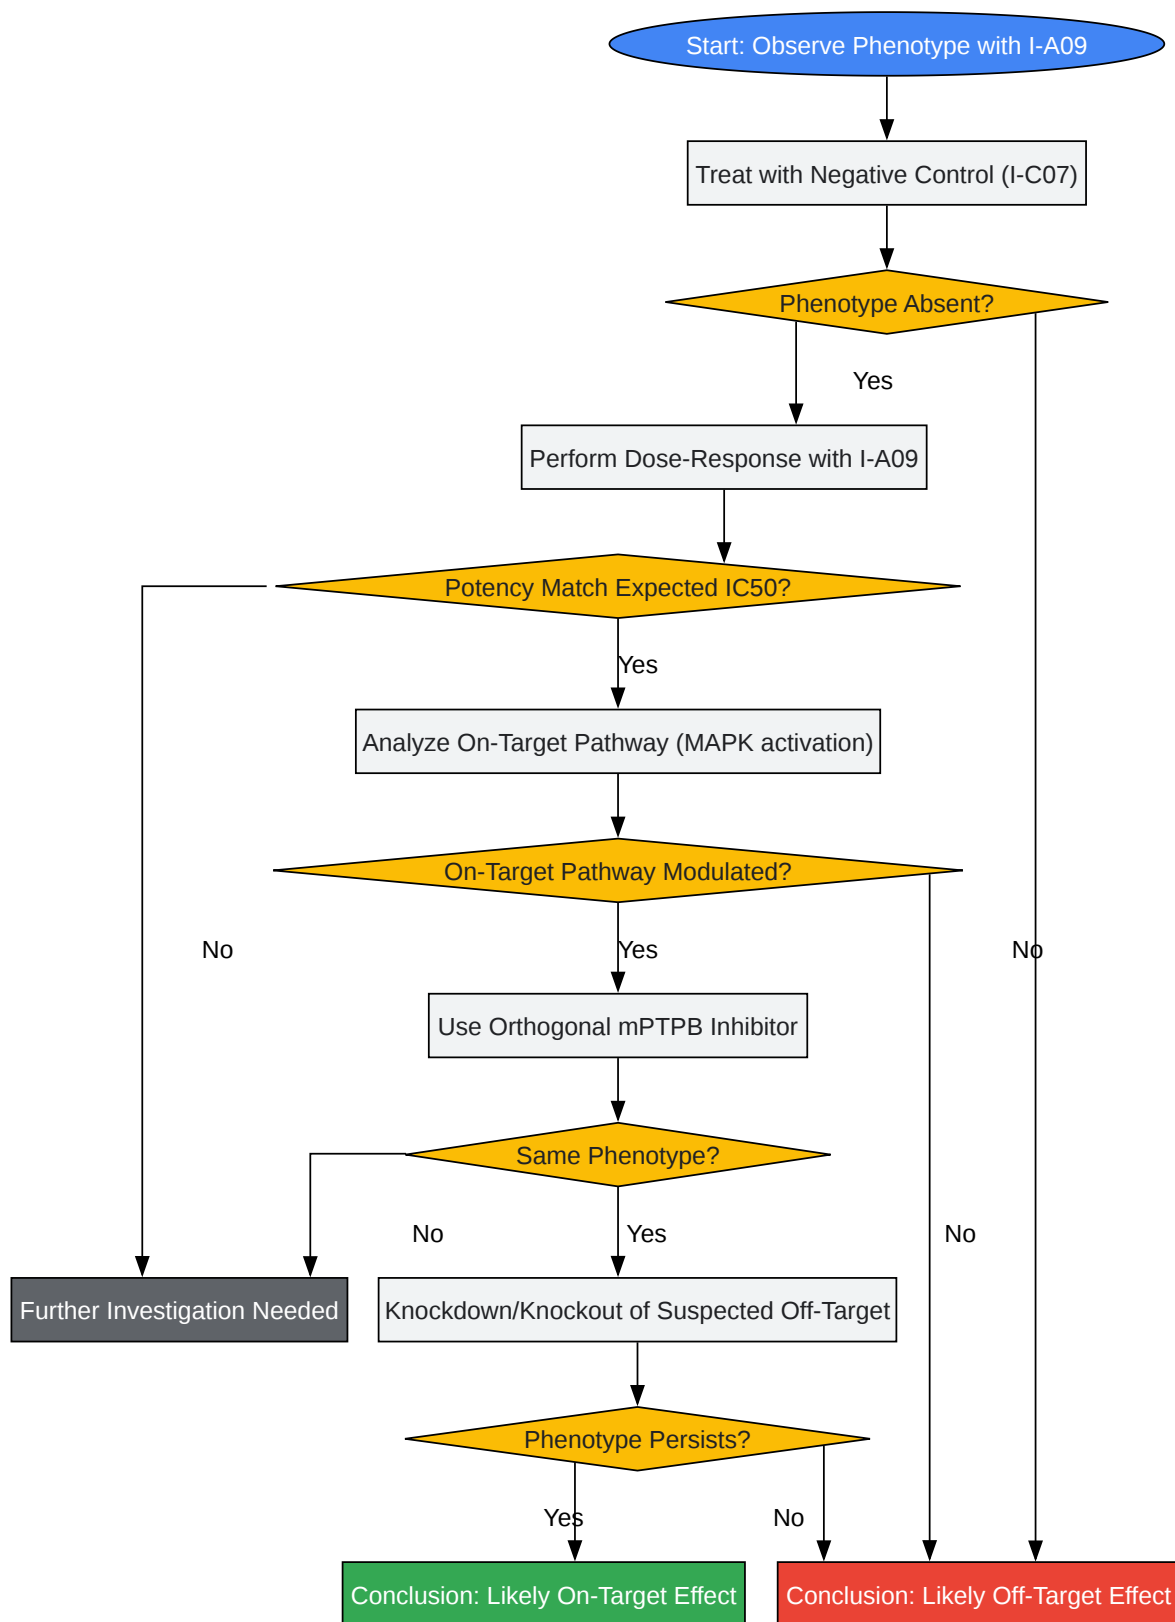 Start: Observe Phenotype with I-A09
Treat with Negative Control (I-C07)
Phenotype Absent?
Yes
Perform Dose-Response with I-A09
Potency Match Expected IC50?
Yes
Analyze On-Target Pathway (MAPK activation)
On-Target Pathway Modulated?
No
Yes
No
Use Orthogonal mPTPB Inhibitor
Same Phenotype?
No
Yes
No
Further Investigation Needed
Knockdown/Knockout of Suspected Off-Target
Phenotype Persists?
Yes
No
Conclusion: Likely On-Target Effect
Conclusion: Likely Off-Target Effect